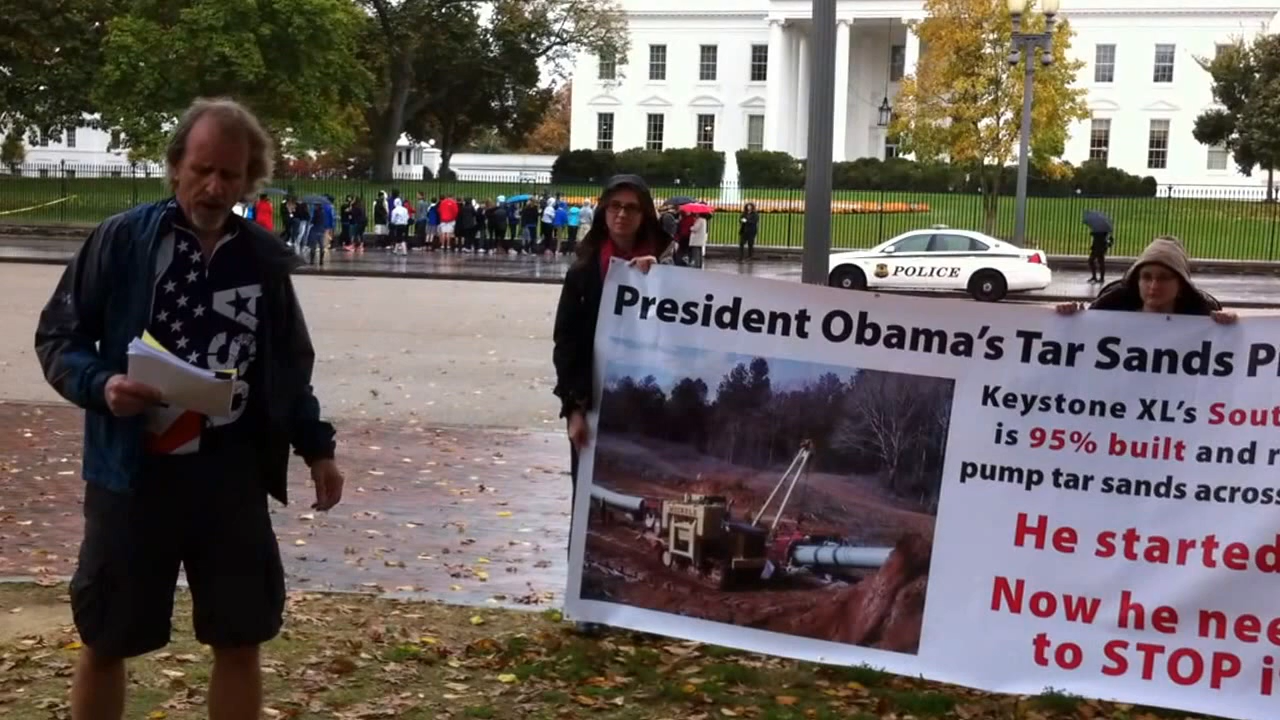 President Obama's Tar Sands
Keystone XL's
is 95% built and
pump tar sands
He started
Now he
to STOP
POLICE
USA